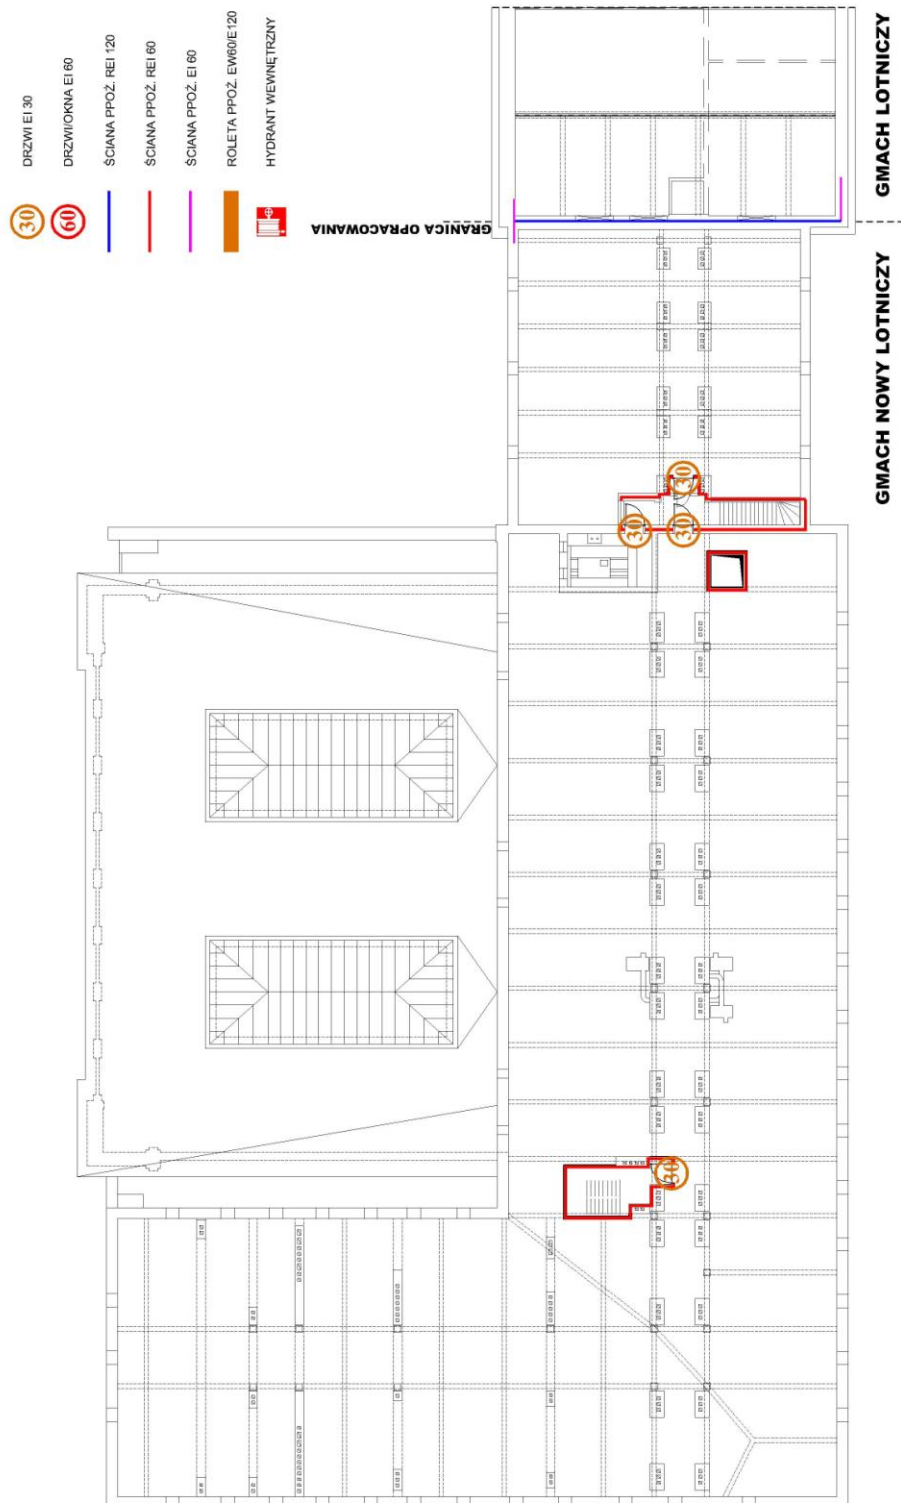 DRZWI EI 30
DRZWI/OKNA EI 60
ŚCIANA PPOŻ. REI 120
ŚCIANA PPOŻ. REI 60
ŚCIANA PPOŻ. EI 60
ROLETA PPOŻ. EW60/E120
HYDRANT WEWNĘTRZNY
30
60
GRANICA OPRACOWANIA
GMACH LOTNICZY
GMACH NOWY LOTNICZY
30
30
30
30